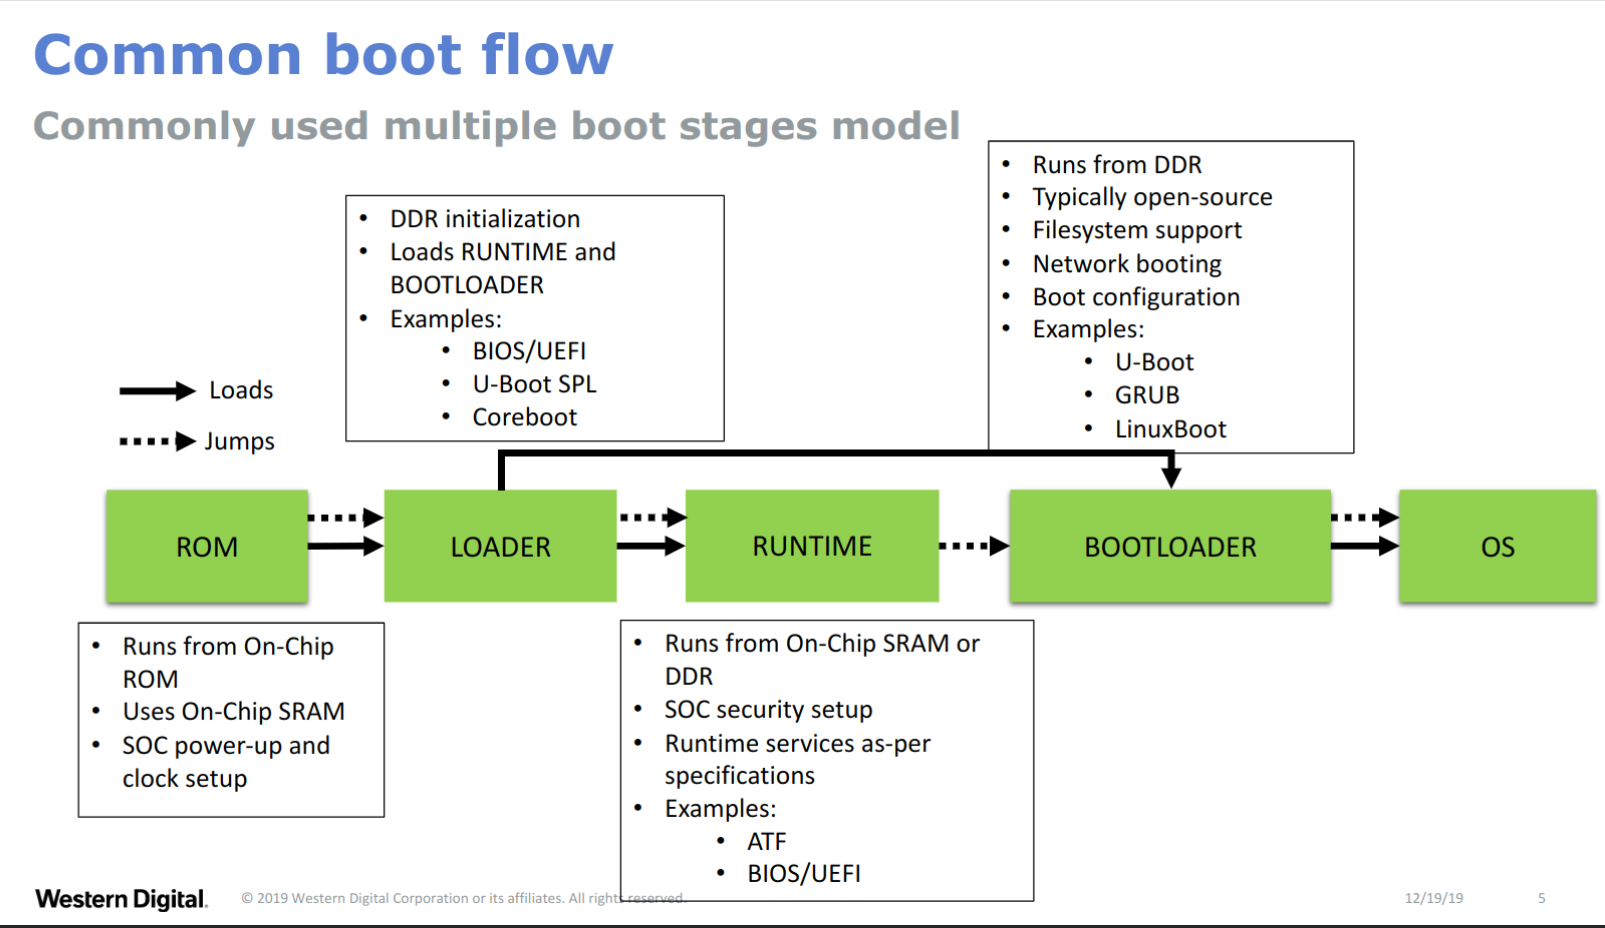 Common boot flow
Commonly used multiple boot stages model
• DDR initialization
• Loads RUNTIME and
BOOTLOADER
• Examples:
• BIOS/UEFI
• U-Boot SPL
• Coreboot
• Runs from DDR
• Typically open-source
• Filesystem support
• Network booting
• Boot configuration
• Examples:
• U-Boot
• GRUB
• LinuxBoot
Loads
Jumps
ROM
LOADER
RUNTIME
BOOTLOADER
OS
• Runs from On-Chip
ROM
• Uses On-Chip SRAM
• SOC power-up and
clock setup
• Runs from On-Chip SRAM or
DDR
• SOC security setup
• Runtime services as-per
specifications
• Examples:
• ATF
• BIOS/UEFI
Western Digital.
© 2019 Western Digital Corporation or its affiliates. All rights reserved.
12/19/19
5